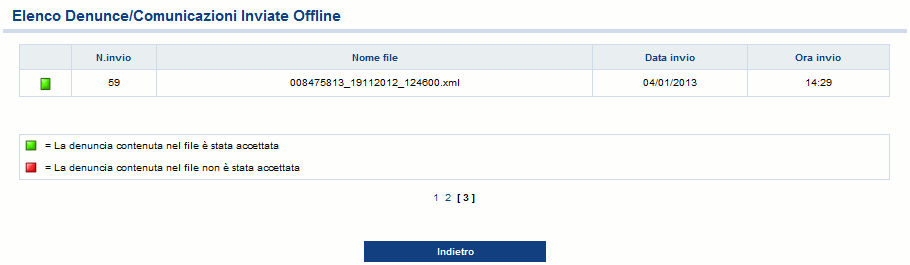 Elenco Denunce/Comunicazioni Inviate Offline
N.invio Nome file Data invio Ora invio
59 008475813_19112012_124600.xml 04/01/2013 14:29
= La denuncia contenuta nel file è stata accettata
= La denuncia contenuta nel file non è stata accettata
1 2 [ 3 ]
Indietro